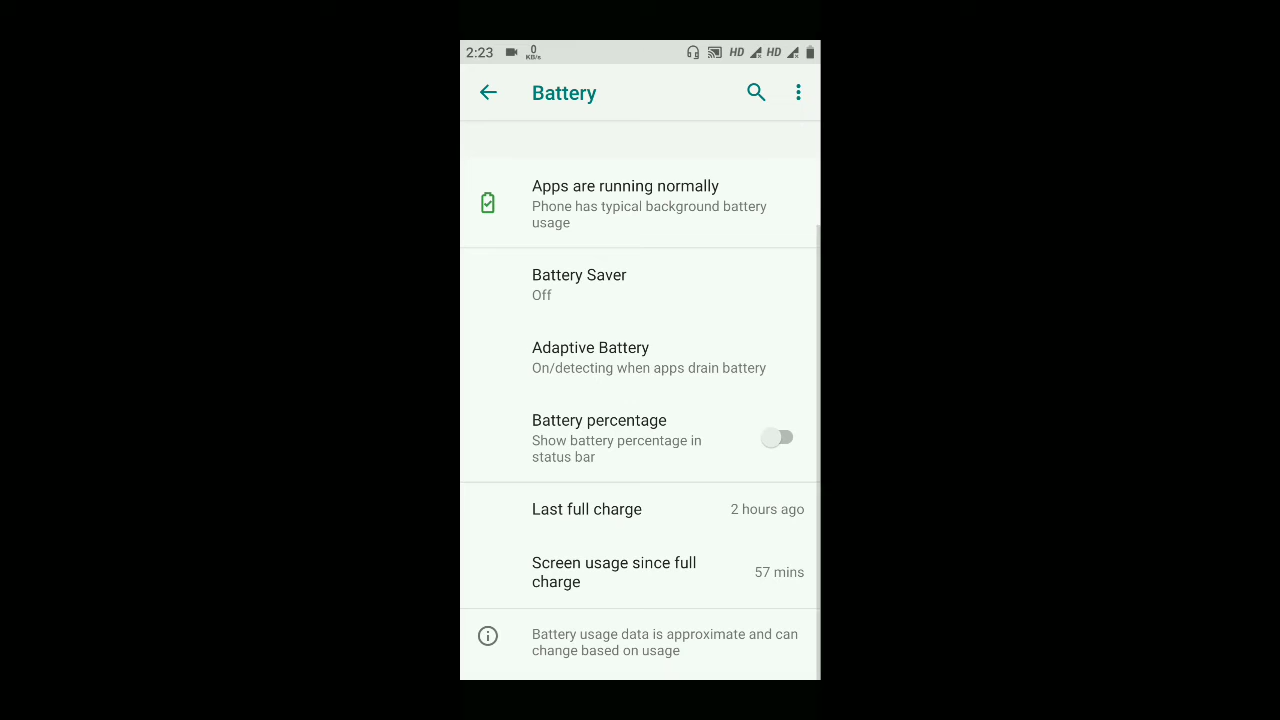 2:23 0 KB/s HD HD
Battery
Apps are running normally
Phone has typical background battery
usage
Battery Saver
Off
Adaptive Battery
On/detecting when apps drain battery
Battery percentage
Show battery percentage in
status bar
Last full charge 2 hours ago
Screen usage since full
charge
57 mins
Battery usage data is approximate and can
change based on usage